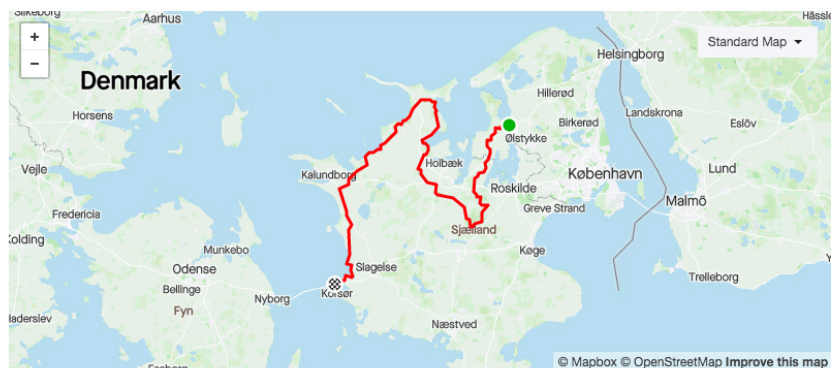 Silkeborg
Aarhus
Hässle
+
−
Denmark
Horsens
Vejle
Fredericia
Kolding
Haderslev
Odense
Bellinge
Fyn
Munkebo
Nyborg
Kalundborg
Holbæk
Roskilde
Sjælland
Slagelse
Korsør
Næstved
Køge
Greve Strand
København
Ølstykke
Birkerød
Hillerød
Helsingborg
Landskrona
Eslöv
Lund
Malmö
Trelleborg
Standard Map
© Mapbox © OpenStreetMap Improve this map